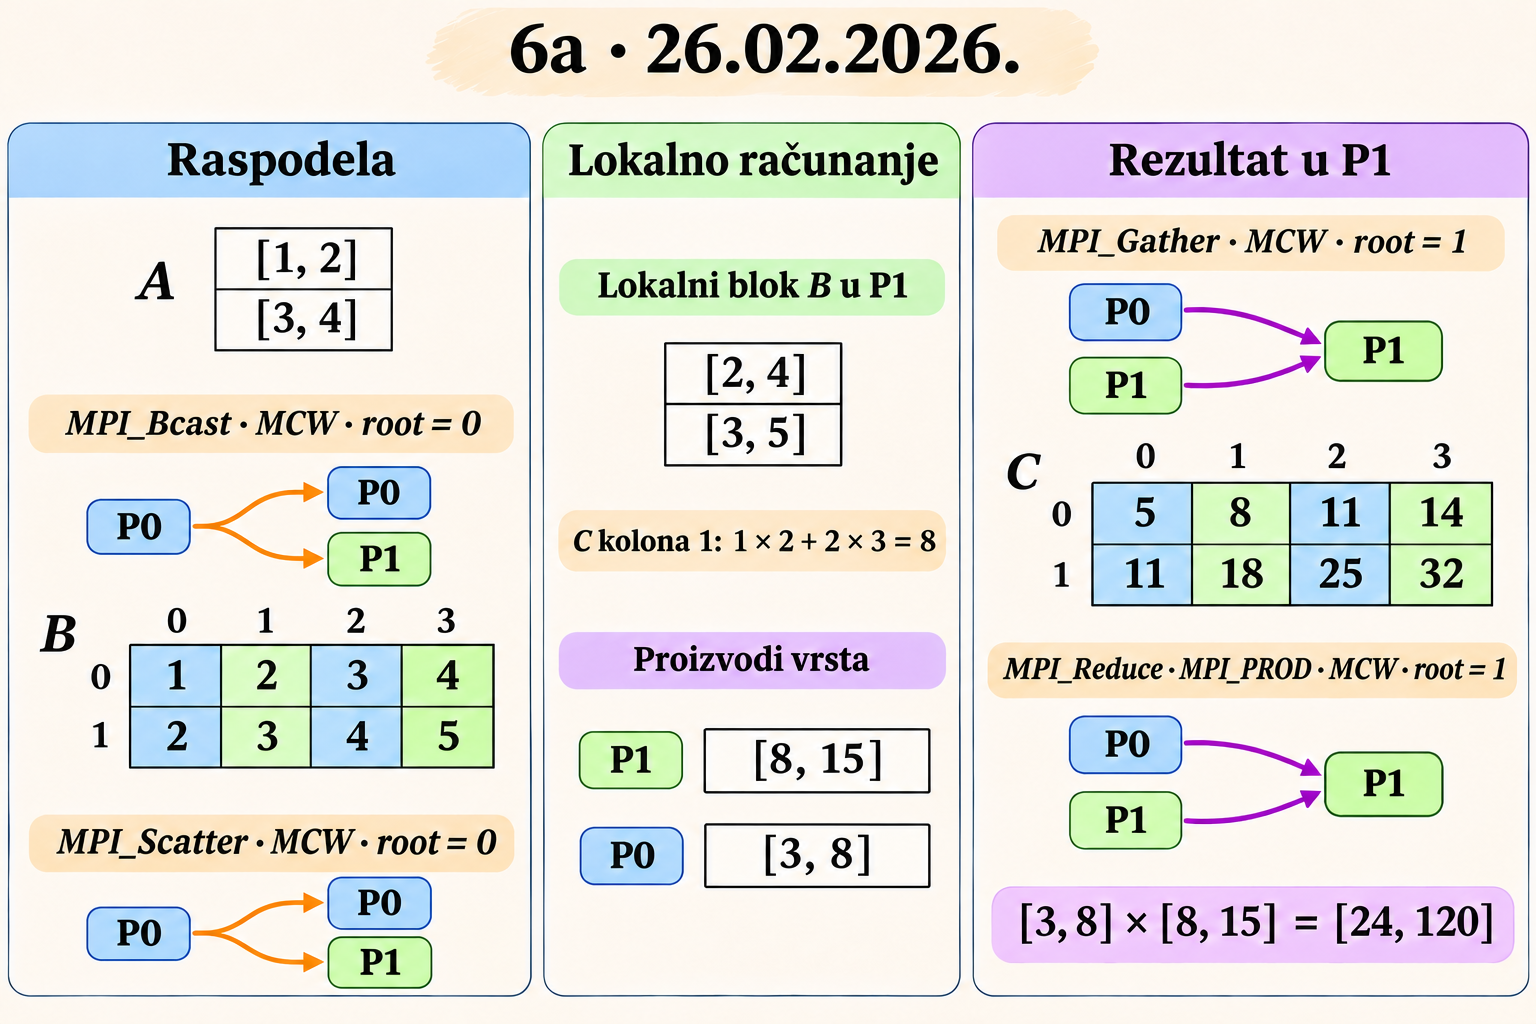 6a · 26.02.2026.
Raspodela
A
[1, 2]
[3, 4]
MPI_Bcast · MCW · root = 0
P0
P0
P1
B
0 1 2 3
0 1 2 3 4
1 2 3 4 5
MPI_Scatter · MCW · root = 0
P0
P0
P1
Lokalno računanje
Lokalni blok B u P1
[2, 4]
[3, 5]
C kolona 1: 1 × 2 + 2 × 3 = 8
Proizvodi vrsta
P1 [8, 15]
P0 [3, 8]
Rezultat u P1
MPI_Gather · MCW · root = 1
P0
P1
P1
C
0 1 2 3
0 5 8 11 14
1 11 18 25 32
MPI_Reduce · MPI_PROD · MCW · root = 1
P0
P1
P1
[3, 8] × [8, 15] = [24, 120]